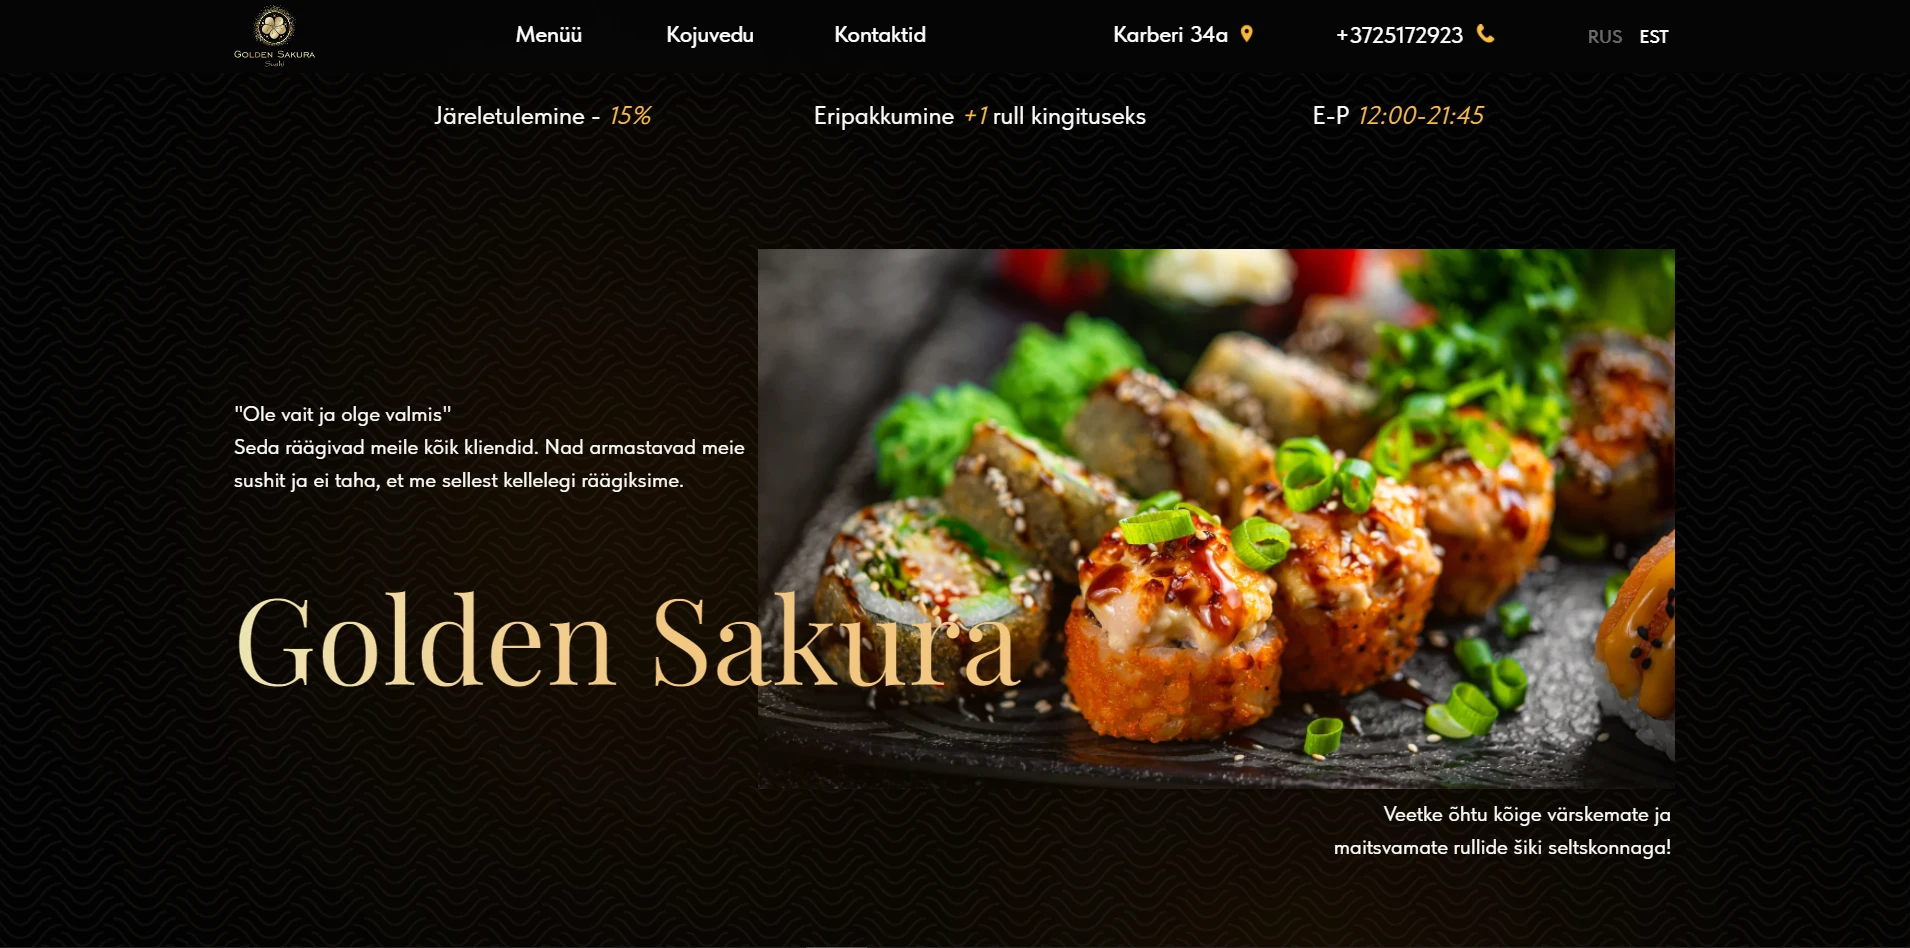 GOLDEN SAKURA
Sushi
Menüü
Kojuvedu
Kontaktid
Karberi 34a
+3725172923
RUS EST
Järeletulemine - 15%
Eripakkumine +1 rull kingituseks
E-P 12:00-21:45
"Ole vait ja olge valmis"
Seda räägivad meile kõik kliendid. Nad armastavad meie
sushit ja ei taha, et me sellest kellelegi räägiksime.
Golden Sakura
Veetke õhtu kõige värskemate ja
maitsvamate rullide šiki seltskonnaga!